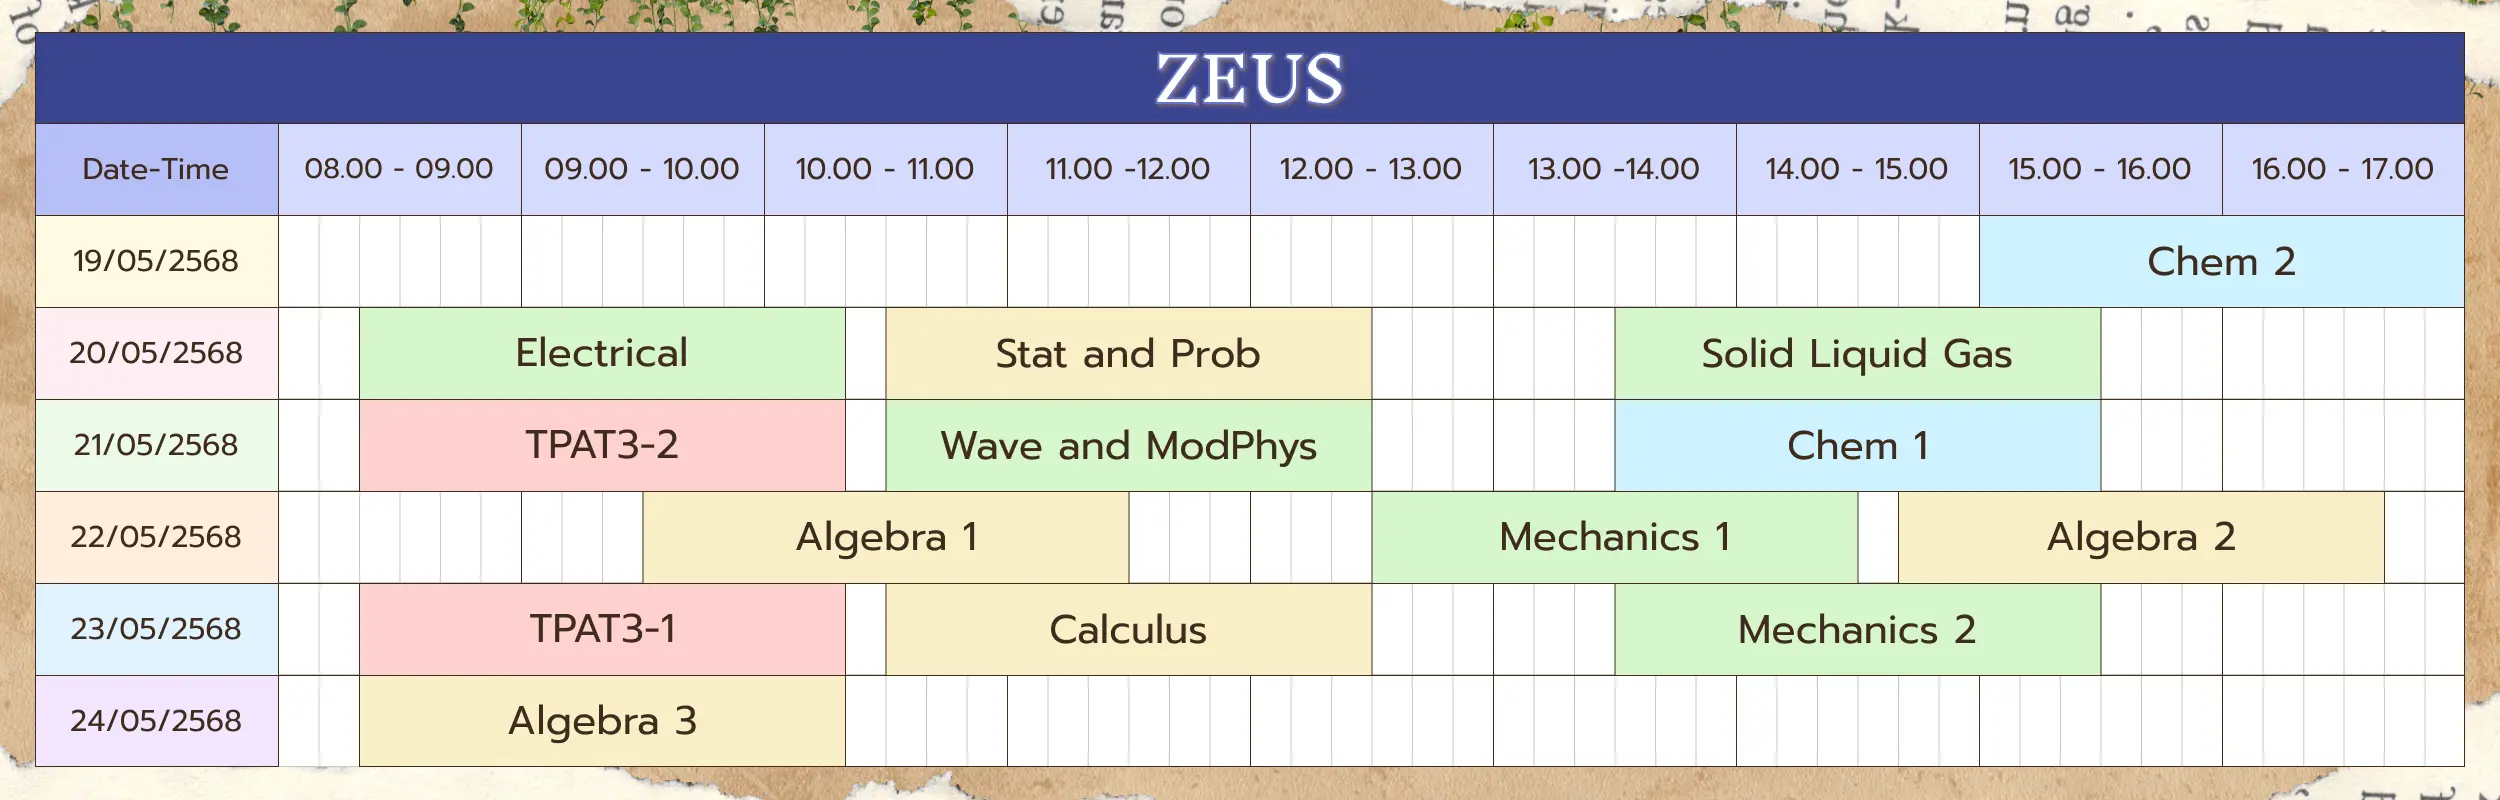 ZEUS
Date-Time 08.00 - 09.00 09.00 - 10.00 10.00 - 11.00 11.00 -12.00 12.00 - 13.00 13.00 -14.00 14.00 - 15.00 15.00 - 16.00 16.00 - 17.00
19/05/2568 Chem 2
20/05/2568 Electrical Stat and Prob Solid Liquid Gas
21/05/2568 TPAT3-2 Wave and ModPhys Chem 1
22/05/2568 Algebra 1 Mechanics 1 Algebra 2
23/05/2568 TPAT3-1 Calculus Mechanics 2
24/05/2568 Algebra 3